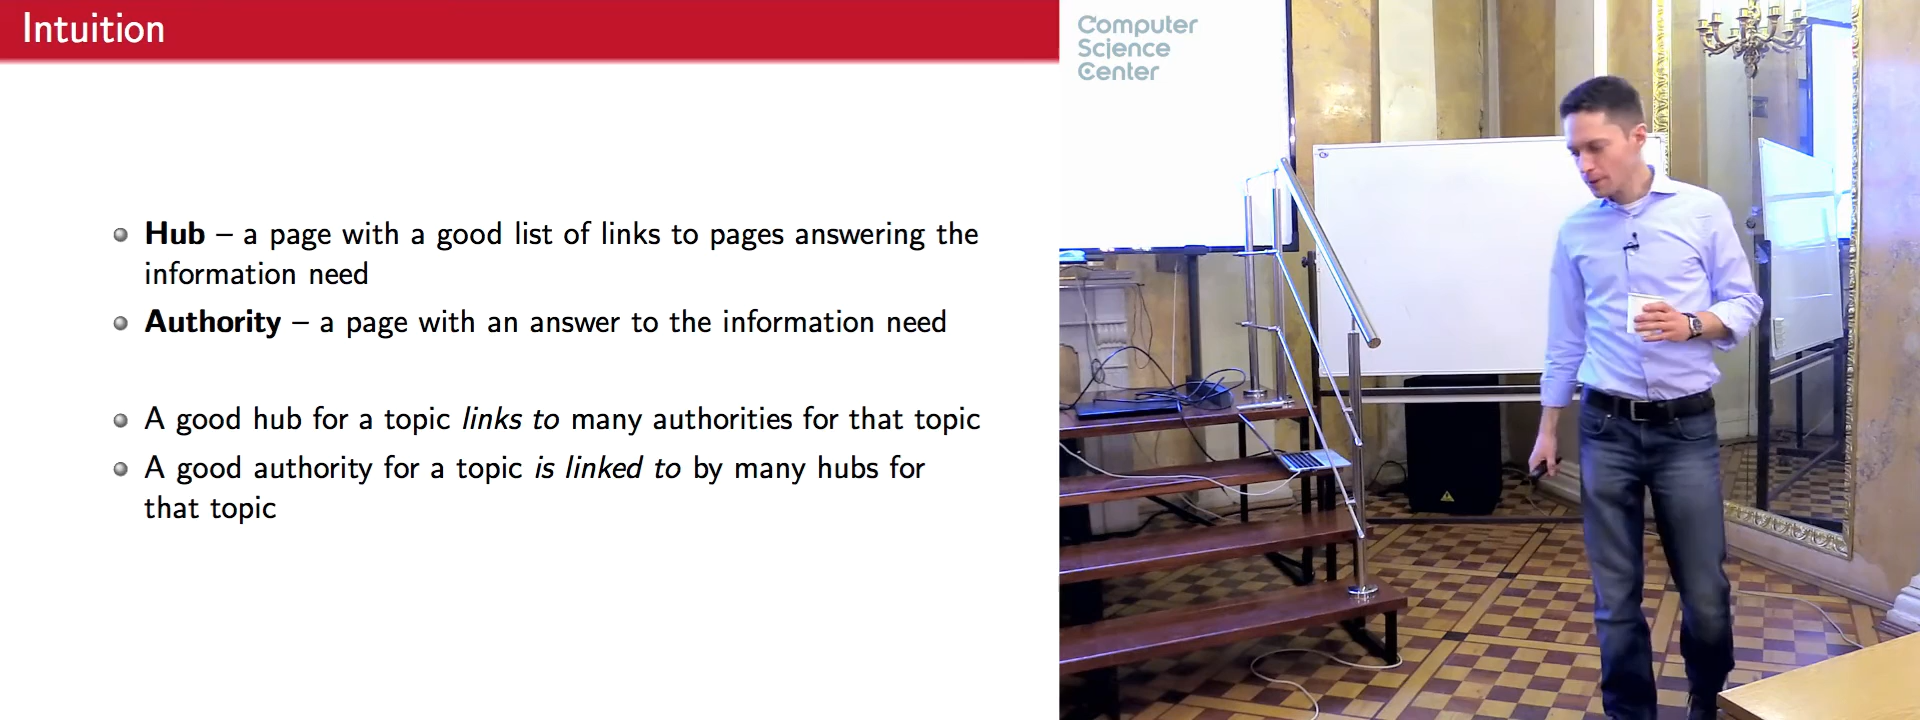 Intuition
Hub – a page with a good list of links to pages answering the
information need
Authority – a page with an answer to the information need
A good hub for a topic links to many authorities for that topic
A good authority for a topic is linked to by many hubs for
that topic
Computer
Science
Center